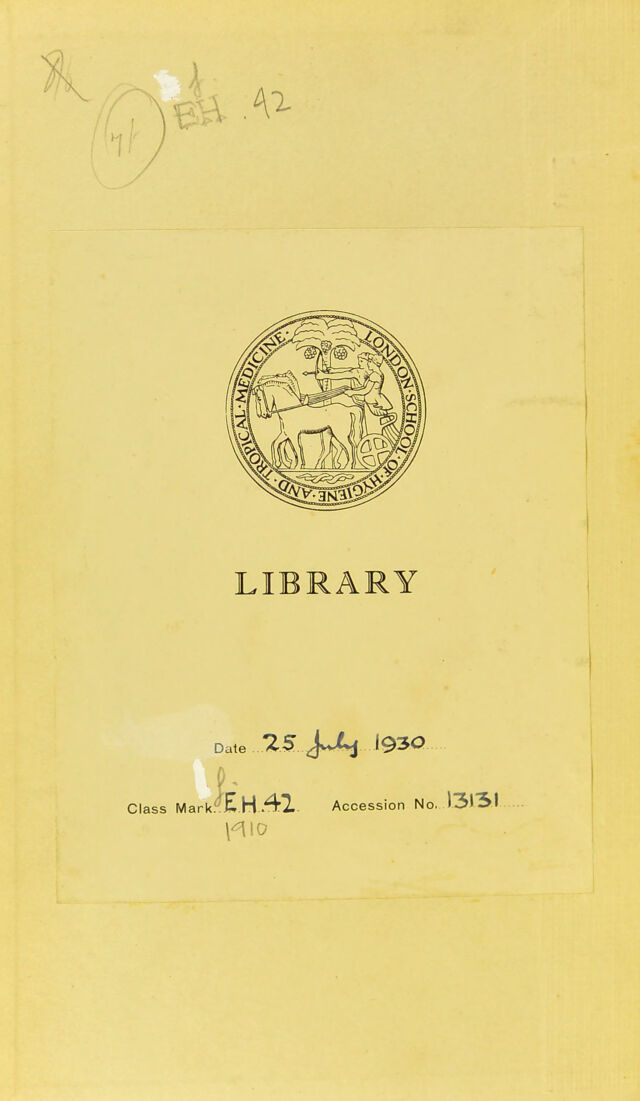 7/-
f.
EH.42
LONDON·SCHOOL·OF·HYGIENE·AND·TROPICAL·MEDICINE·
LIBRARY
Date 25 July 1930
f.
Class Mark. EH.42 Accession No. 13131
1910